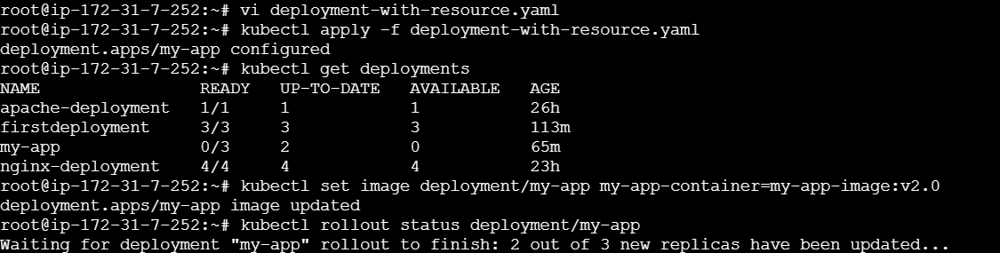 root@ip-172-31-7-252:~# vi deployment-with-resource.yaml
root@ip-172-31-7-252:~# kubectl apply -f deployment-with-resource.yaml
deployment.apps/my-app configured
root@ip-172-31-7-252:~# kubectl get deployments
NAME                READY   UP-TO-DATE   AVAILABLE   AGE
apache-deployment   1/1     1            1           26h
firstdeployment     3/3     3            3           113m
my-app              0/3     2            0           65m
nginx-deployment    4/4     4            4           23h
root@ip-172-31-7-252:~# kubectl set image deployment/my-app my-app-container=my-app-image:v2.0
deployment.apps/my-app image updated
root@ip-172-31-7-252:~# kubectl rollout status deployment/my-app
Waiting for deployment "my-app" rollout to finish: 2 out of 3 new replicas have been updated...